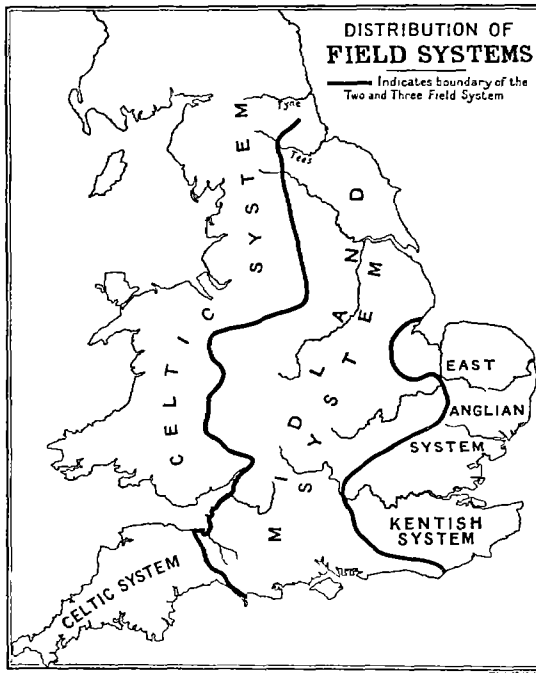 DISTRIBUTION OF
FIELD SYSTEMS
Indicates boundary of the
Two and Three Field System
Tyne
Tees
CELTIC SYSTEM
MIDLAND
SYSTEM
EAST
ANGLIAN
SYSTEM
KENTISH
SYSTEM
CELTIC SYSTEM